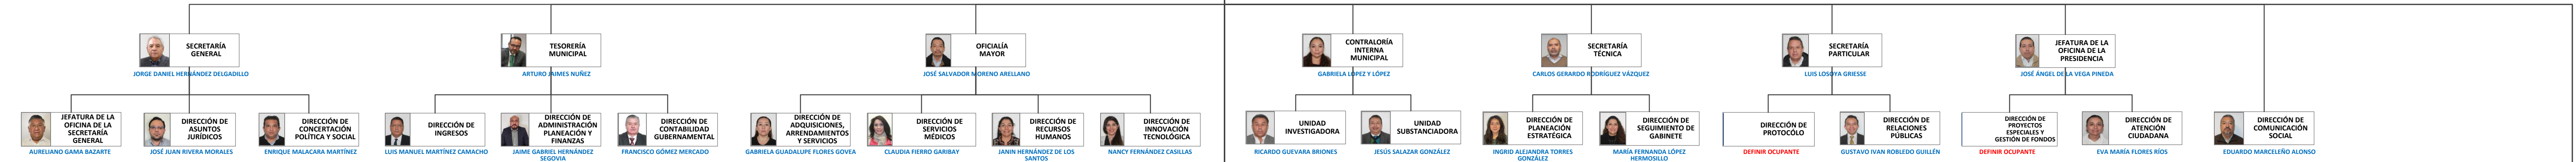 SECRETARÍA
GENERAL
JORGE DANIEL HERNÁNDEZ DELGADILLO
TESORERÍA
MUNICIPAL
ARTURO JAIMES NUÑEZ
OFICIALÍA
MAYOR
JOSÉ SALVADOR MORENO ARELLANO
CONTRALORÍA
INTERNA
MUNICIPAL
GABRIELA LÓPEZ Y LÓPEZ
SECRETARÍA
TÉCNICA
CARLOS GERARDO RODRÍGUEZ VÁZQUEZ
SECRETARÍA
PARTICULAR
LUIS LOSOYA GRIESSE
JEFATURA DE LA
OFICINA DE LA
PRESIDENCIA
JOSÉ ÁNGEL DE LA VEGA PINEDA
JEFATURA DE LA
OFICINA DE LA
SECRETARÍA
GENERAL
AURELIANO GAMA BAZARTE
DIRECCIÓN DE
ASUNTOS
JURÍDICOS
JOSÉ JUAN RIVERA MORALES
DIRECCIÓN DE
CONCERTACIÓN
POLÍTICA Y SOCIAL
ENRIQUE MALACARA MARTÍNEZ
DIRECCIÓN DE
INGRESOS
LUIS MANUEL MARTÍNEZ CAMACHO
DIRECCIÓN DE
ADMINISTRACIÓN
PLANEACIÓN Y
FINANZAS
JAIME GABRIEL HERNÁNDEZ
SEGOVIA
DIRECCIÓN DE
CONTABILIDAD
GUBERNAMENTAL
FRANCISCO GÓMEZ MERCADO
DIRECCIÓN DE
ADQUISICIONES,
ARRENDAMIENTOS
Y SERVICIOS
GABRIELA GUADALUPE FLORES GOVEA
DIRECCIÓN DE
SERVICIOS
MÉDICOS
CLAUDIA FIERRO GARIBAY
DIRECCIÓN DE
RECURSOS
HUMANOS
JANIN HERNÁNDEZ DE LOS
SANTOS
DIRECCIÓN DE
INNOVACIÓN
TECNOLÓGICA
NANCY FERNÁNDEZ CASILLAS
UNIDAD
INVESTIGADORA
RICARDO GUEVARA BRIONES
UNIDAD
SUBSTANCIADORA
JESÚS SALAZAR GONZÁLEZ
DIRECCIÓN DE
PLANEACIÓN
ESTRATÉGICA
INGRID ALEJANDRA TORRES
GONZÁLEZ
DIRECCIÓN DE
SEGUIMIENTO DE
GABINETE
MARÍA FERNANDA LÓPEZ
HERMOSILLO
DIRECCIÓN DE
PROTOCÓLO
DEFINIR OCUPANTE
DIRECCIÓN DE
RELACIONES
PÚBLICAS
GUSTAVO IVAN ROBLEDO GUILLÉN
DIRECCIÓN DE
PROYECTOS
ESPECIALES Y
GESTIÓN DE FONDOS
DEFINIR OCUPANTE
DIRECCIÓN DE
ATENCIÓN
CIUDADANA
EVA MARÍA FLORES RÍOS
DIRECCIÓN DE
COMUNICACIÓN
SOCIAL
EDUARDO MARCELEÑO ALONSO